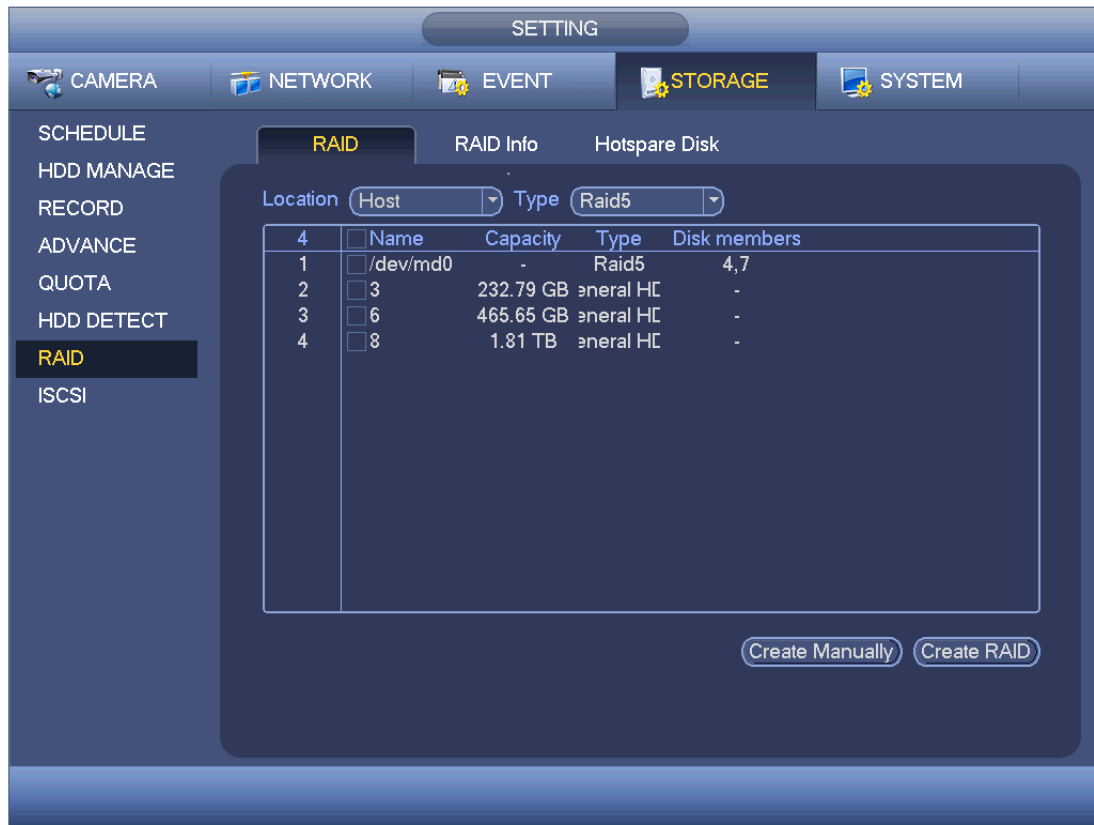 SETTING
CAMERA NETWORK EVENT STORAGE SYSTEM
SCHEDULE
HDD MANAGE
RECORD
ADVANCE
QUOTA
HDD DETECT
RAID
ISCSI
RAID RAID Info Hotspare Disk
Location Host Type Raid5
4 Name Capacity Type Disk members
1 /dev/md0 - Raid5 4,7
2 3 232.79 GB eneral HD -
3 6 465.65 GB eneral HD -
4 8 1.81 TB eneral HD -
Create Manually Create RAID